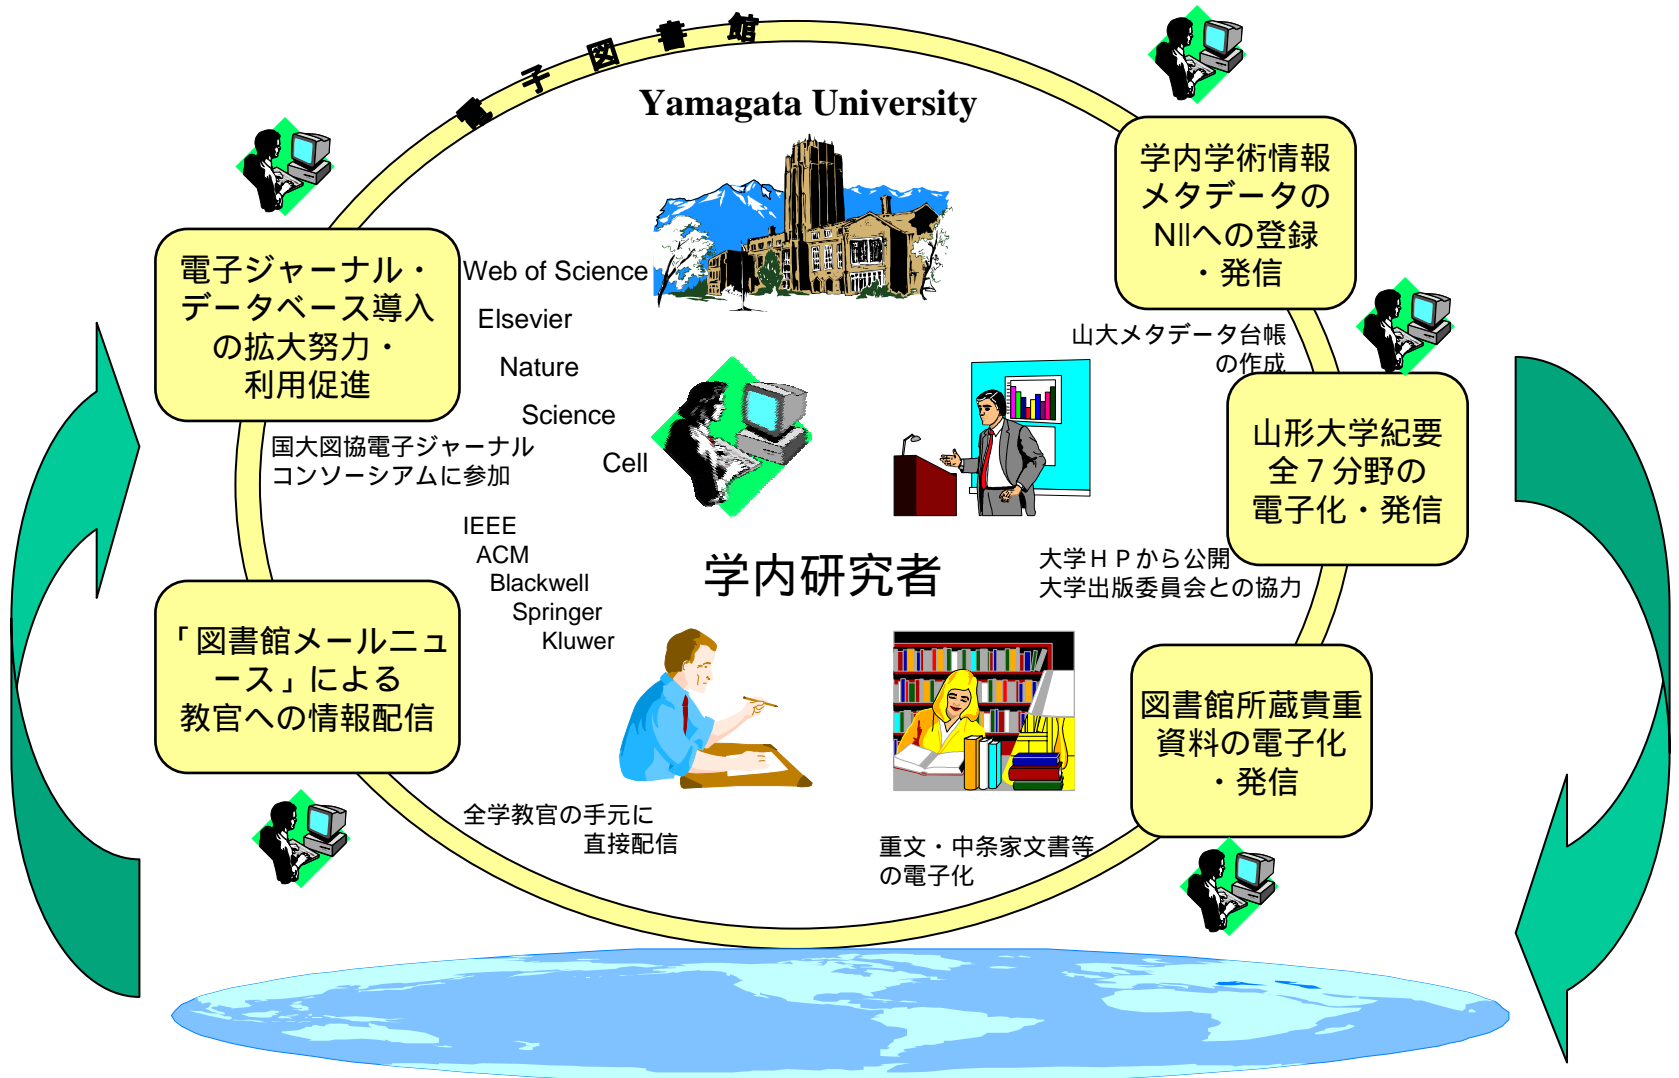 電子図書館
Yamagata University
学内学術情報
メタデータの
NIIへの登録
・発信
電子ジャーナル・
データベース導入
の拡大努力・
利用促進
Web of Science
Elsevier
Nature
Science
Cell
国大図協電子ジャーナル
コンソーシアムに参加
山大メタデータ台帳
の作成
山形大学紀要
全７分野の
電子化・発信
IEEE
ACM
Blackwell
Springer
Kluwer
学内研究者
大学ＨＰから公開
大学出版委員会との協力
「図書館メールニュ
ース」による
教官への情報配信
図書館所蔵貴重
資料の電子化
・発信
全学教官の手元に
直接配信
重文・中条家文書等
の電子化